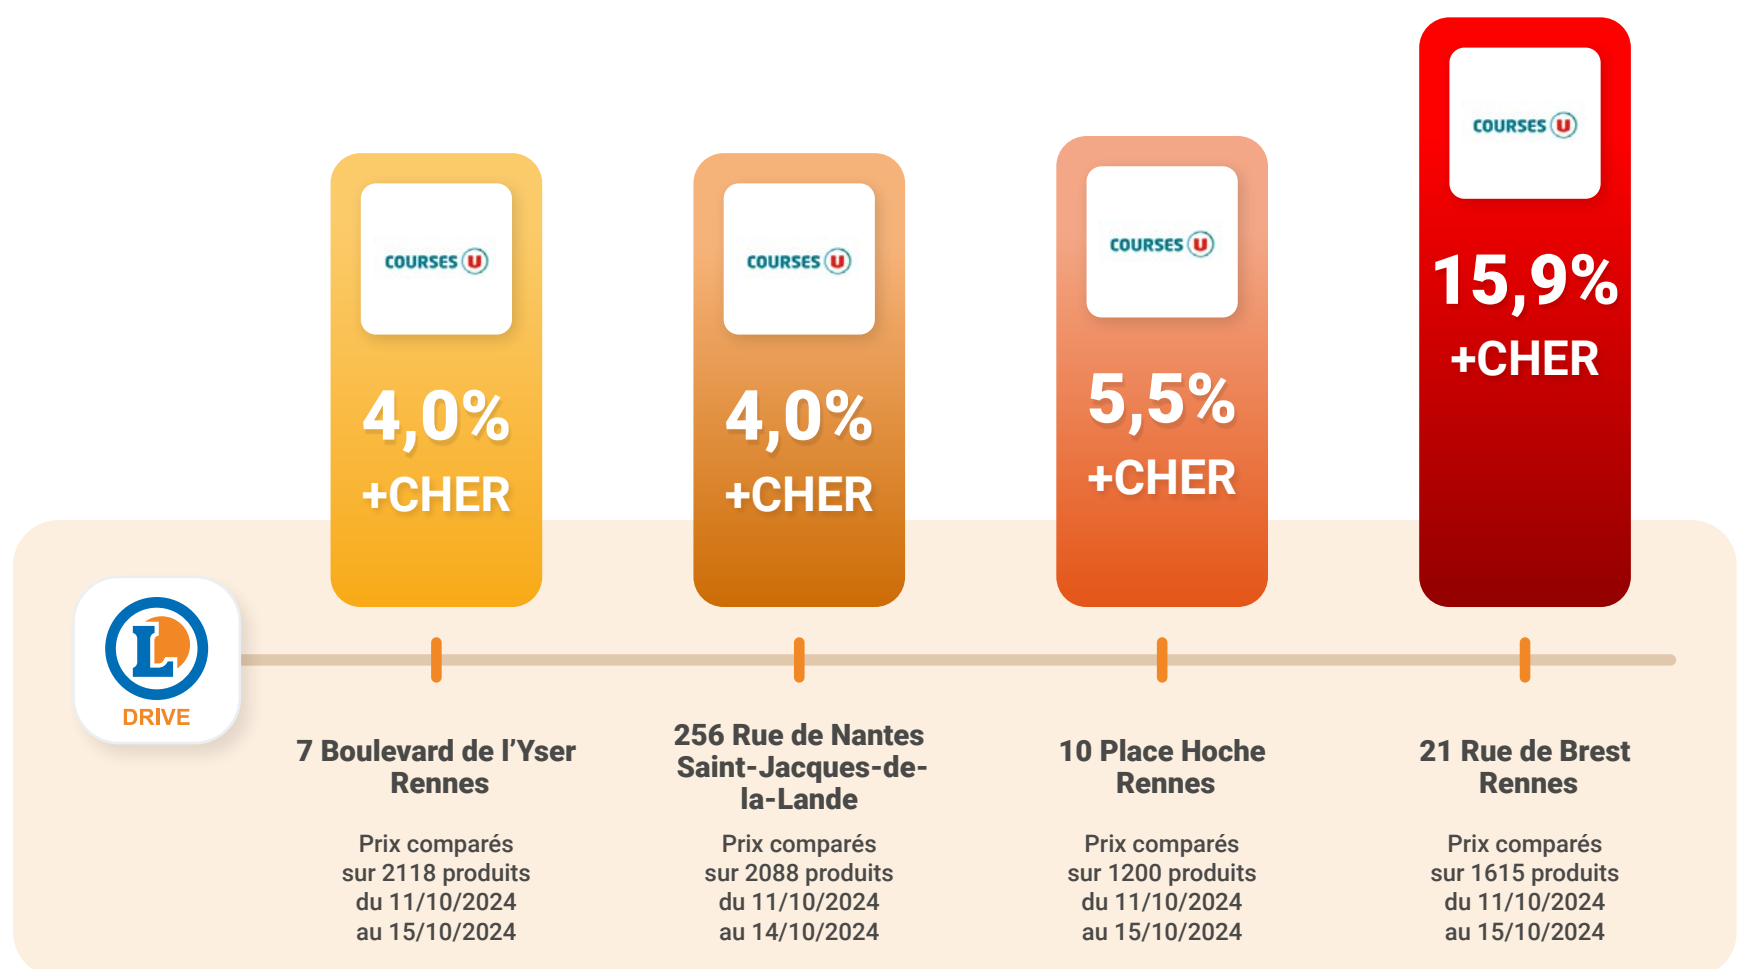 COURSES U
4,0%
+CHER
COURSES U
4,0%
+CHER
COURSES U
5,5%
+CHER
COURSES U
15,9%
+CHER
L
DRIVE
7 Boulevard de l’Yser
Rennes
Prix comparés
sur 2118 produits
du 11/10/2024
au 15/10/2024
256 Rue de Nantes
Saint-Jacques-de-
la-Lande
Prix comparés
sur 2088 produits
du 11/10/2024
au 14/10/2024
10 Place Hoche
Rennes
Prix comparés
sur 1200 produits
du 11/10/2024
au 15/10/2024
21 Rue de Brest
Rennes
Prix comparés
sur 1615 produits
du 11/10/2024
au 15/10/2024